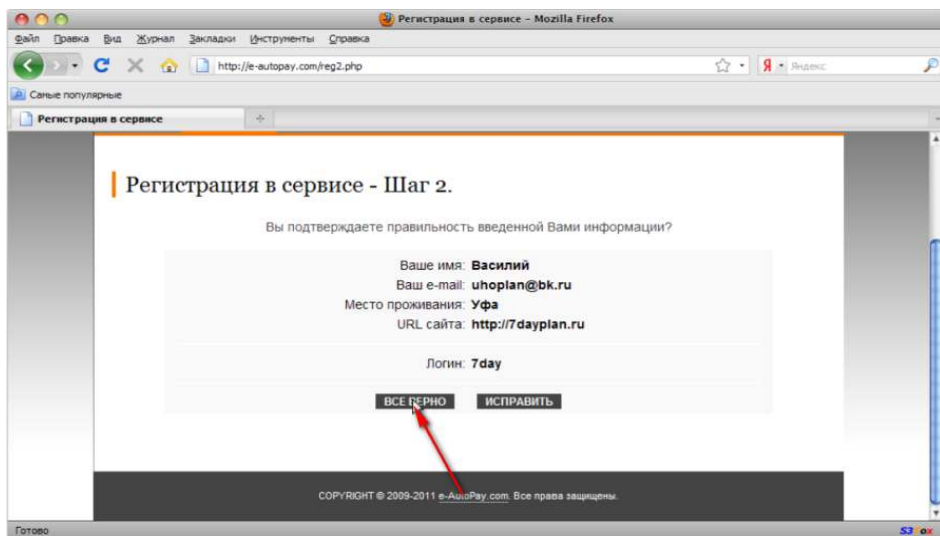 Регистрация в сервисе – Mozilla Firefox
Файл Правка Вид Журнал Закладки Инструменты Справка
http://e-autopay.com/reg2.php Я Яндекс
Самые популярные
Регистрация в сервисе
Регистрация в сервисе - Шаг 2.
Вы подтверждаете правильность введенной Вами информации?
Ваше имя: Василий
Ваш e-mail: uhoplan@bk.ru
Место проживания: Уфа
URL сайта: http://7dayplan.ru
Логин: 7day
ВСЕ ВЕРНО ИСПРАВИТЬ
COPYRIGHT © 2009-2011 e-AutoPay.com. Все права защищены.
Готово S3Fox